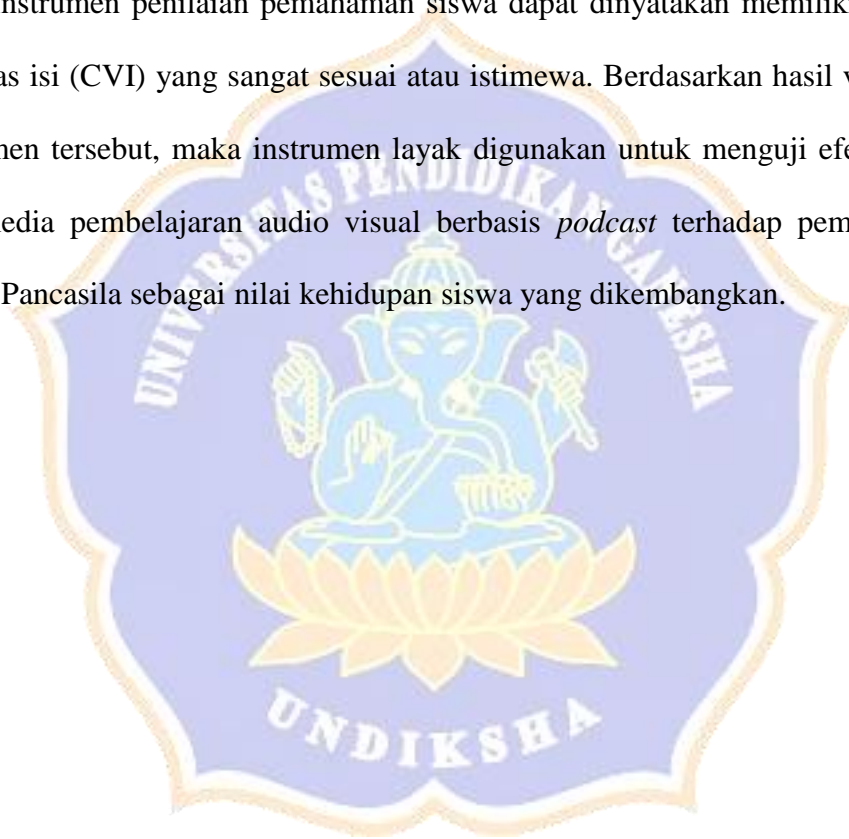 nstrumen penilaian pemahaman siswa dapat dinyatakan memiliki
as isi (CVI) yang sangat sesuai atau istimewa. Berdasarkan hasil v
men tersebut, maka instrumen layak digunakan untuk menguji efe
edia pembelajaran audio visual berbasis podcast terhadap pem
Pancasila sebagai nilai kehidupan siswa yang dikembangkan.
UNIVERSITAS PENDIDIKAN GANESHA
UNDIKSHA